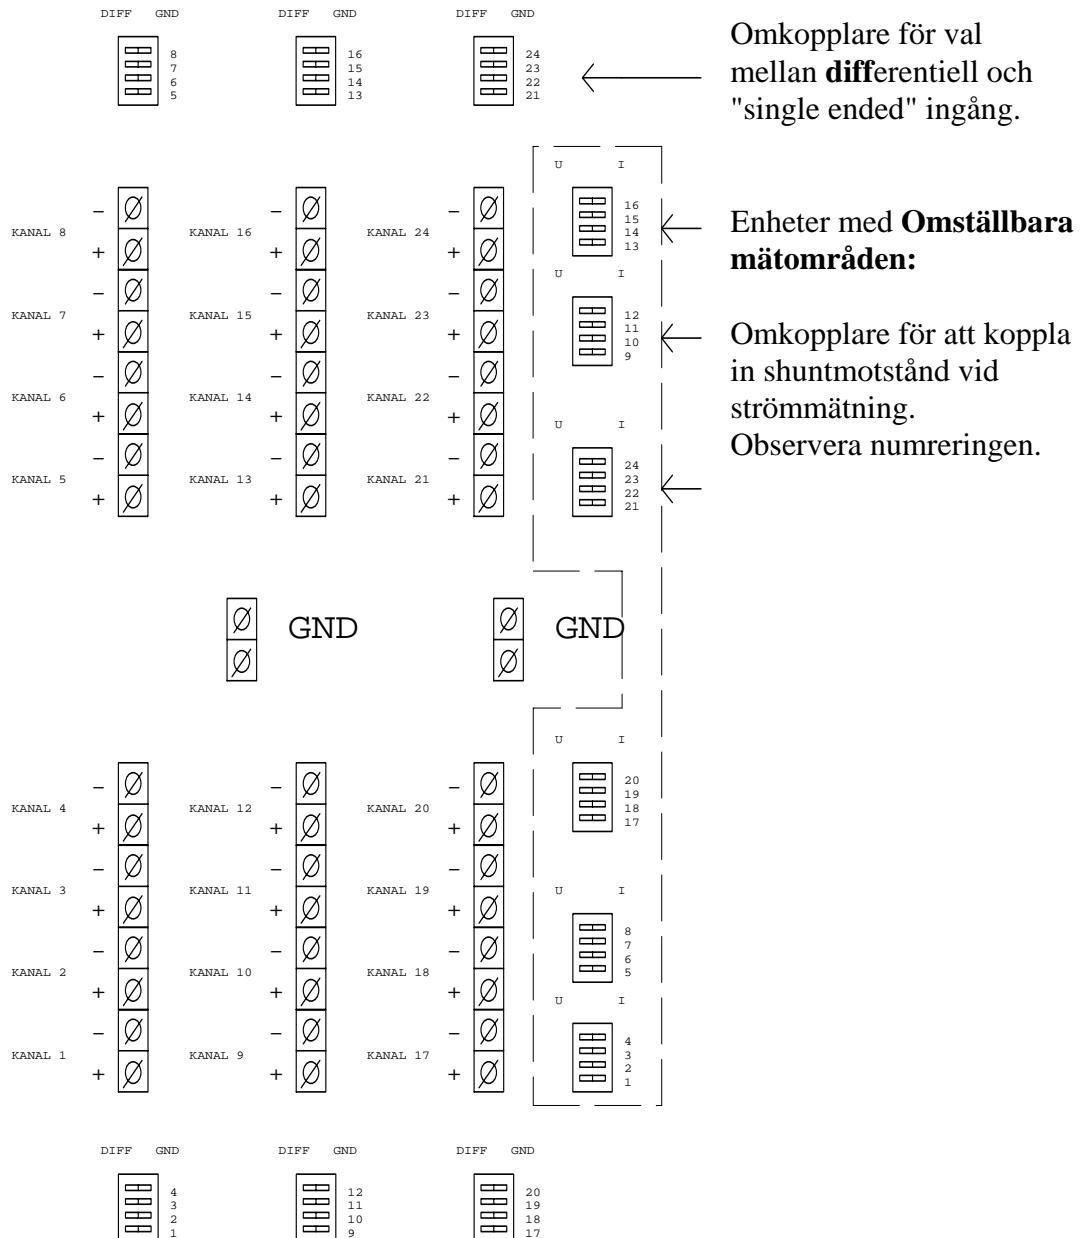 DIFF GND DIFF GND DIFF GND
8 16 24
7 15 23
6 14 22
5 13 21
Omkopplare för val
mellan differentiell och
"single ended" ingång.
U I
− − − 16
KANAL 8 KANAL 16 KANAL 24 15
14
+ + + 13
Enheter med Omställbara
mätområden:
U I
− − −
KANAL 7 KANAL 15 KANAL 23 12
+ + + 11
10
9
Omkopplare för att koppla
in shuntmotstånd vid
strömmätning.
Observera numreringen.
− − −
KANAL 6 KANAL 14 KANAL 22
+ + +
U I
− − − 24
KANAL 5 KANAL 13 KANAL 21 23
+ + + 22
21
GND GND
U I
− − − 20
19
KANAL 4 KANAL 12 KANAL 20 18
+ + + 17
− − −
KANAL 3 KANAL 11 KANAL 19 U I
+ + + 8
− − − 7
6
KANAL 2 KANAL 10 KANAL 18 5
+ + + U I
− − − 4
KANAL 1 KANAL 9 KANAL 17 3
+ + + 2
1
DIFF GND DIFF GND DIFF GND
4 12 20
3 11 19
2 10 18
1 9 17